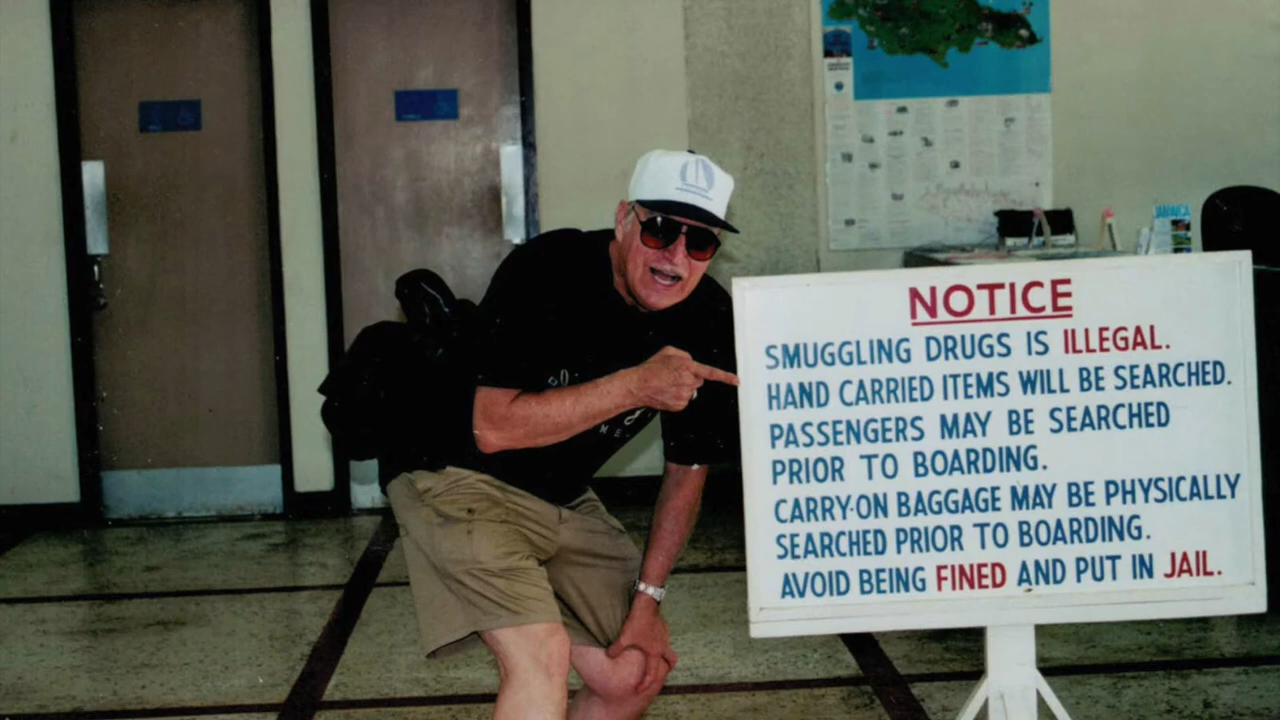 JAMAICA
NOTICE
SMUGGLING DRUGS IS ILLEGAL.
HAND CARRIED ITEMS WILL BE SEARCHED.
PASSENGERS MAY BE SEARCHED
PRIOR TO BOARDING.
CARRY-ON BAGGAGE MAY BE PHYSICALLY
SEARCHED PRIOR TO BOARDING.
AVOID BEING FINED AND PUT IN JAIL.